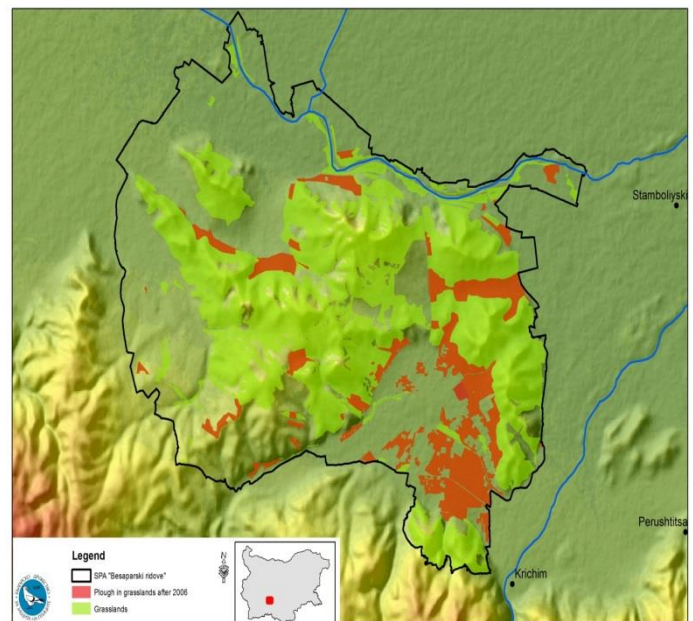 Stamboliyski
Perushtitsa
Krichim
Legend
SPA "Besaparski ridove"
Plough in grasslands after 2006
Grasslands
N